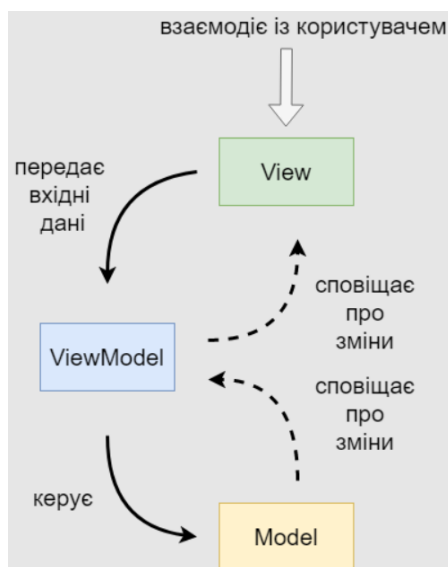 взаємодіє із користувачем
View
передає
вхідні
дані
сповіщає
про
зміни
ViewModel
сповіщає
про
зміни
керує
Model